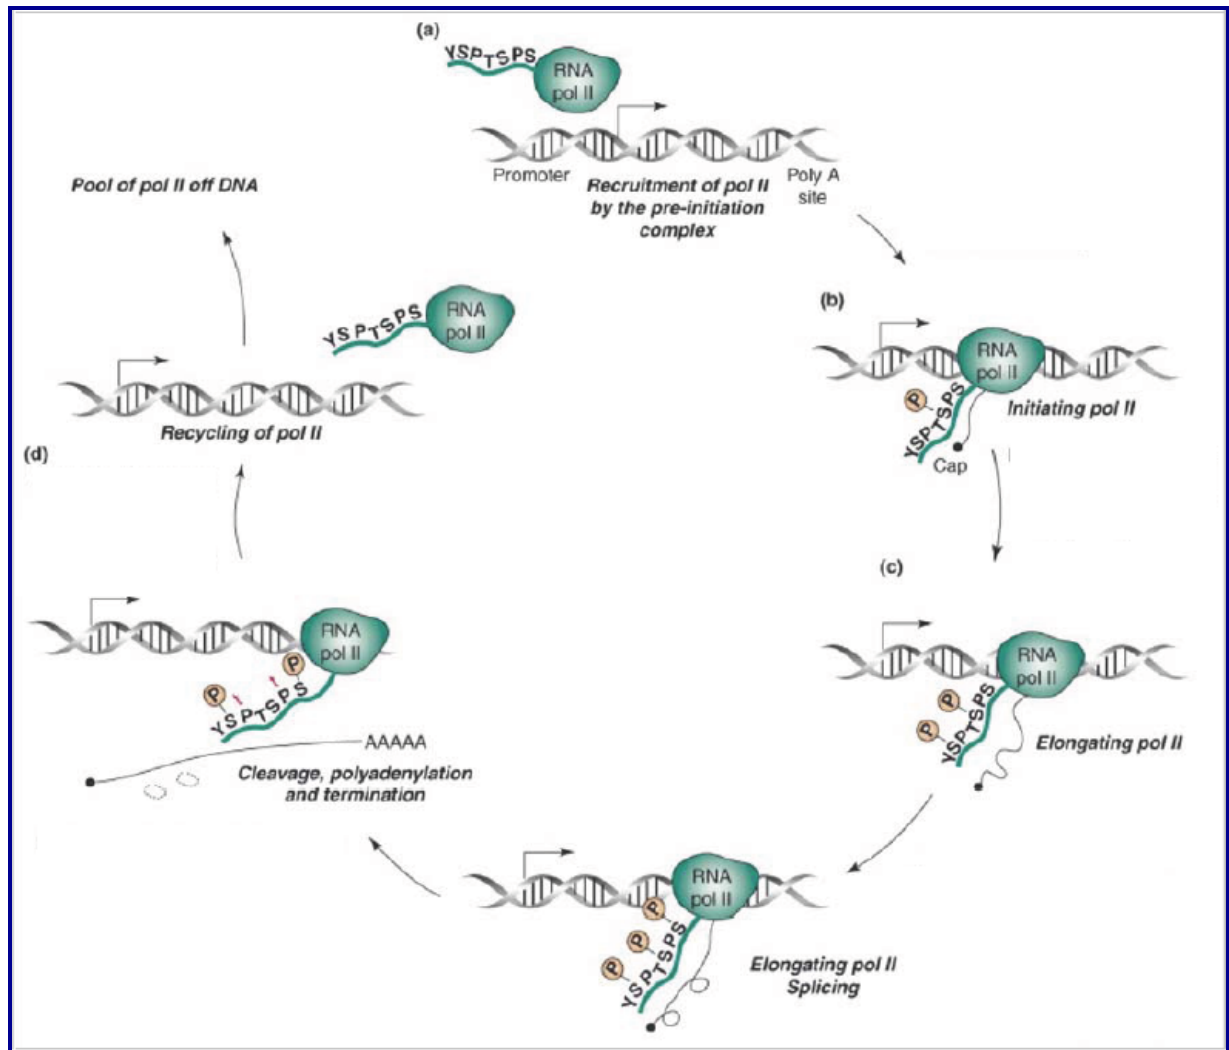 (a)
YSPTSPS
RNA
pol II
Promoter
Recruitment of pol II
by the pre-initiation
complex
Poly A
site
(b)
RNA
pol II
P
YSPTSPS
Initiating pol II
Cap
(c)
RNA
pol II
P
P
YSPTSPS
Elongating pol II
RNA
pol II
P
P
P
YSPTSPS
Elongating pol II
Splicing
RNA
pol II
P
P
YSPTSPS
AAAAA
Cleavage, polyadenylation
and termination
(d)
YSPTSPS
RNA
pol II
Recycling of pol II
Pool of pol II off DNA